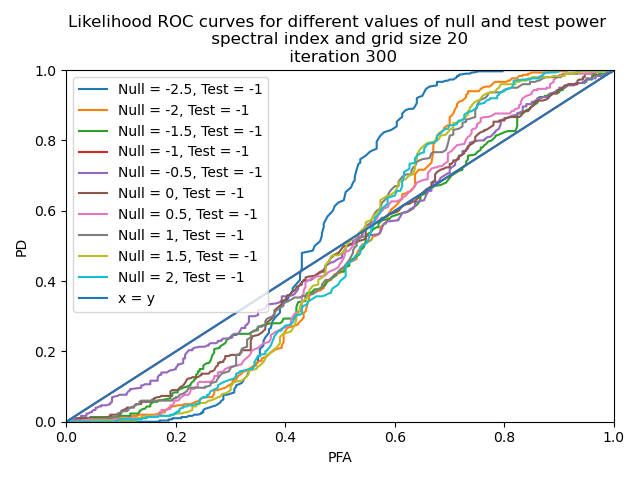 Likelihood ROC curves for different values of null and test power
spectral index and grid size 20
iteration 300
1.0
0.8
0.6
0.4
0.2
0.0
PD
Null = -2.5, Test = -1
Null = -2, Test = -1
Null = -1.5, Test = -1
Null = -1, Test = -1
Null = -0.5, Test = -1
Null = 0, Test = -1
Null = 0.5, Test = -1
Null = 1, Test = -1
Null = 1.5, Test = -1
Null = 2, Test = -1
x = y
0.0 0.2 0.4 0.6 0.8 1.0
PFA